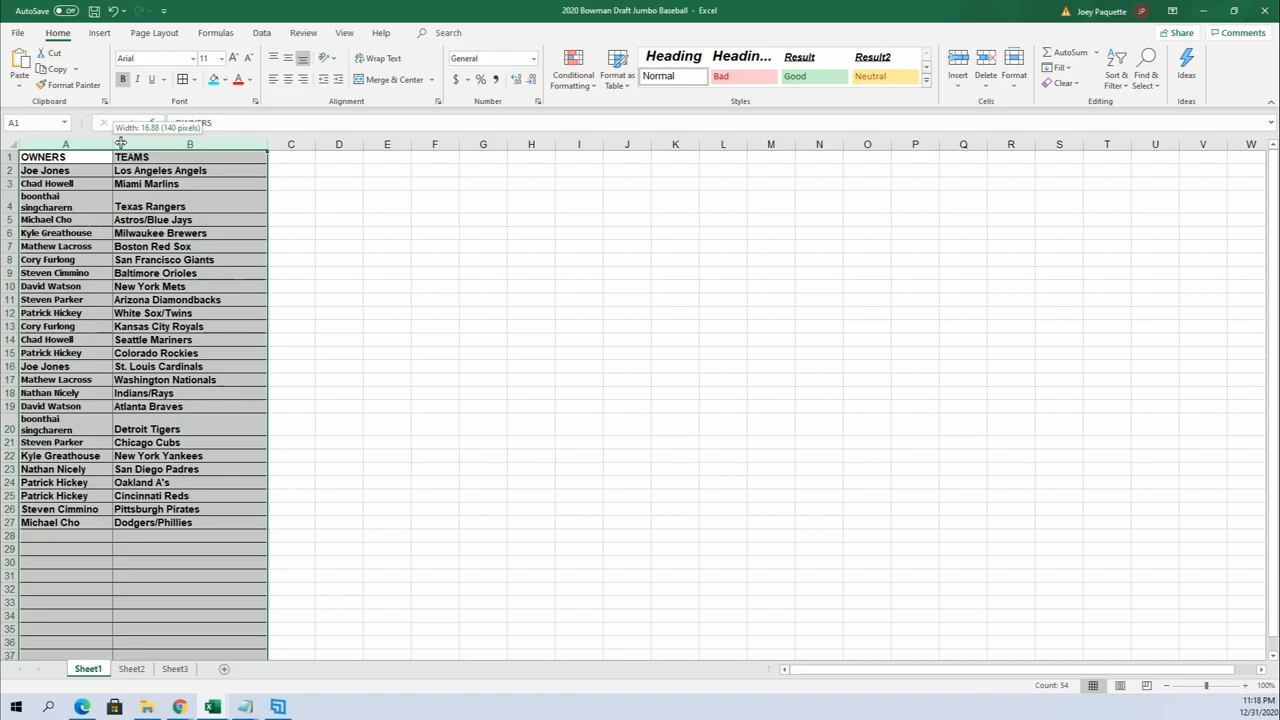 AutoSave Off 2020 Bowman Draft Jumbo Baseball - Excel Joey Paquette JP
File Home Insert Page Layout Formulas Data Review View Help Search Share Comments
Paste Cut Copy Format Painter Clipboard
Arial 11 B I U Font
Wrap Text Merge & Center Alignment
General $ % Number
Conditional Formatting Format as Table
Heading Headin... Result Result2
Normal Bad Good Neutral
Styles
Insert Delete Format Cells
AutoSum Fill Clear Sort & Filter Find & Select Editing
Ideas Ideas
A1 OWNERS
Width: 16.88 (140 pixels)
A B C D E F G H I J K L M N O P Q R S T U V W
1 OWNERS TEAMS
2 Joe Jones Los Angeles Angels
3 Chad Howell Miami Marlins
4 boonthai singcharern Texas Rangers
5 Michael Cho Astros/Blue Jays
6 Kyle Greathouse Milwaukee Brewers
7 Mathew Lacross Boston Red Sox
8 Cory Furlong San Francisco Giants
9 Steven Cimmino Baltimore Orioles
10 David Watson New York Mets
11 Steven Parker Arizona Diamondbacks
12 Patrick Hickey White Sox/Twins
13 Cory Furlong Kansas City Royals
14 Chad Howell Seattle Mariners
15 Patrick Hickey Colorado Rockies
16 Joe Jones St. Louis Cardinals
17 Mathew Lacross Washington Nationals
18 Nathan Nicely Indians/Rays
19 David Watson Atlanta Braves
20 boonthai singcharern Detroit Tigers
21 Steven Parker Chicago Cubs
22 Kyle Greathouse New York Yankees
23 Nathan Nicely San Diego Padres
24 Patrick Hickey Oakland A's
25 Patrick Hickey Cincinnati Reds
26 Steven Cimmino Pittsburgh Pirates
27 Michael Cho Dodgers/Phillies
28
29
30
31
32
33
34
35
36
37
Sheet1 Sheet2 Sheet3
Count: 54 100%
11:18 PM
12/31/2020